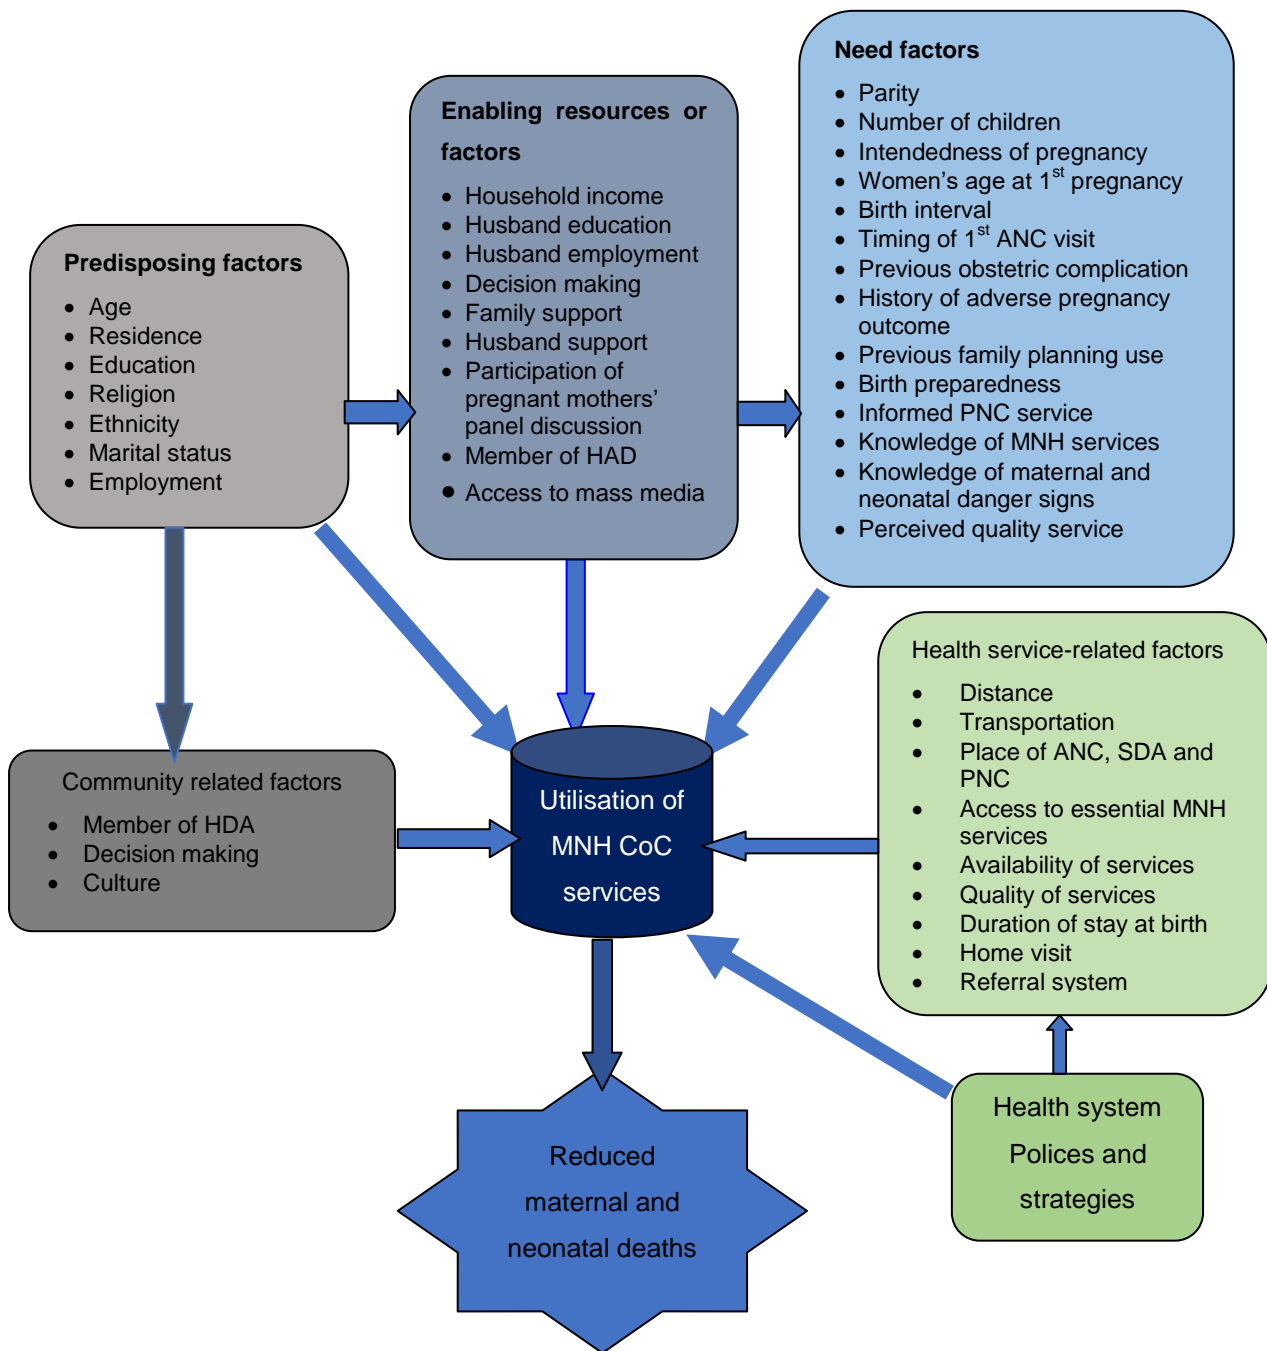 Need factors
• Parity
• Number of children
• Intendedness of pregnancy
• Women's age at 1st pregnancy
• Birth interval
• Timing of 1st ANC visit
• Previous obstetric complication
• History of adverse pregnancy
outcome
• Previous family planning use
• Birth preparedness
• Informed PNC service
• Knowledge of MNH services
• Knowledge of maternal and
neonatal danger signs
• Perceived quality service
Enabling resources or
factors
• Household income
• Husband education
• Husband employment
• Decision making
• Family support
• Husband support
• Participation of
pregnant mothers’
panel discussion
• Member of HAD
• Access to mass media
Predisposing factors
• Age
• Residence
• Education
• Religion
• Ethnicity
• Marital status
• Employment
Health service-related factors
• Distance
• Transportation
• Place of ANC, SDA and
PNC
• Access to essential MNH
services
• Availability of services
• Quality of services
• Duration of stay at birth
• Home visit
• Referral system
Community related factors
• Member of HDA
• Decision making
• Culture
Utilisation of
MNH CoC
services
Health system
Polices and
strategies
Reduced
maternal and
neonatal deaths